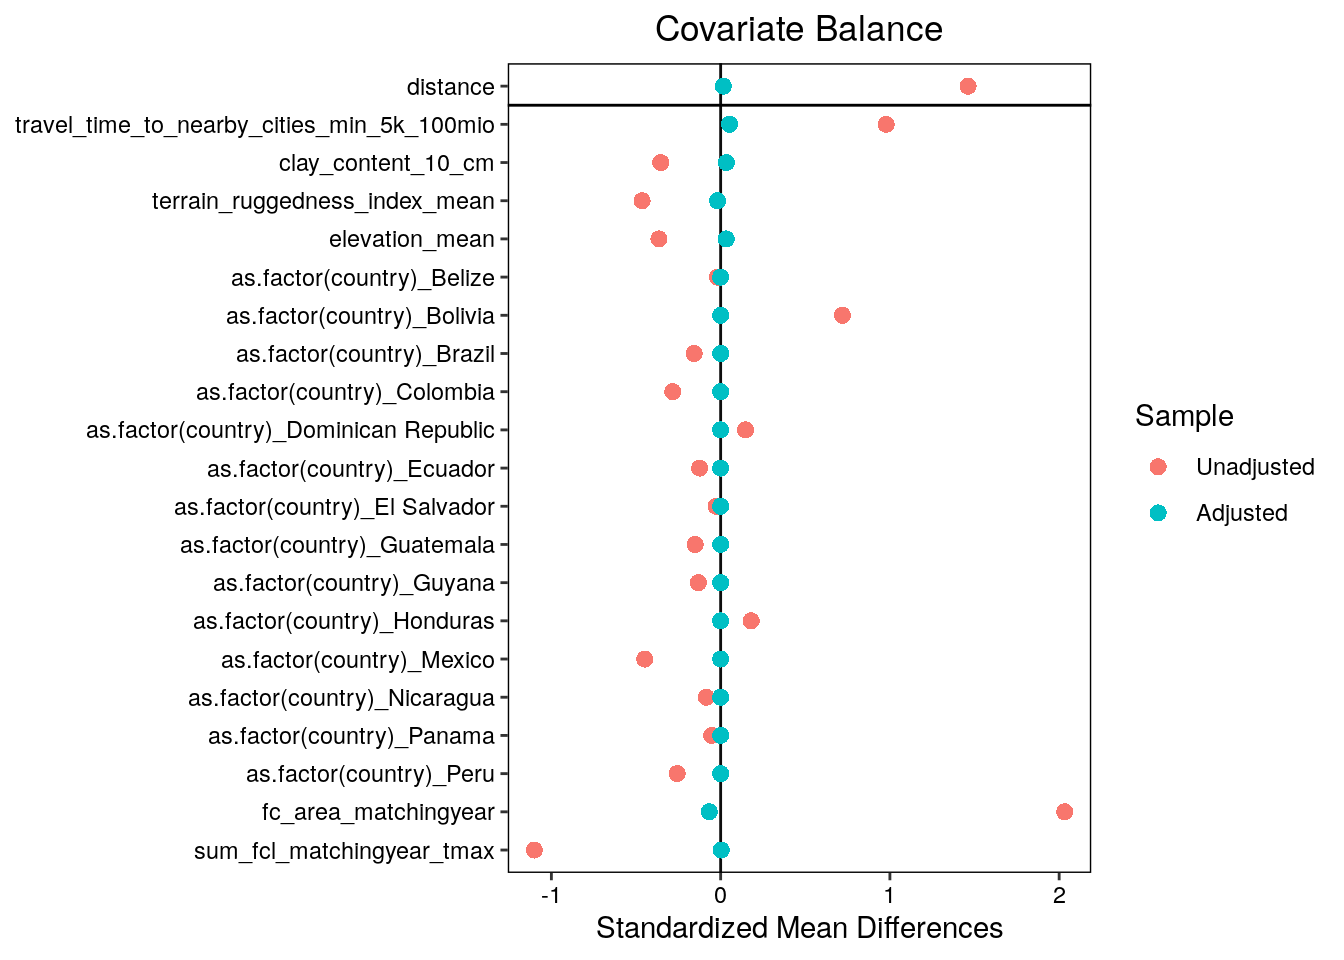 Covariate Balance
distance
travel_time_to_nearby_cities_min_5k_100mio
clay_content_10_cm
terrain_ruggedness_index_mean
elevation_mean
as.factor(country)_Belize
as.factor(country)_Bolivia
as.factor(country)_Brazil
as.factor(country)_Colombia
as.factor(country)_Dominican Republic
as.factor(country)_Ecuador
as.factor(country)_El Salvador
as.factor(country)_Guatemala
as.factor(country)_Guyana
as.factor(country)_Honduras
as.factor(country)_Mexico
as.factor(country)_Nicaragua
as.factor(country)_Panama
as.factor(country)_Peru
fc_area_matchingyear
sum_fcl_matchingyear_tmax
-1 0 1 2
Standardized Mean Differences
Sample
Unadjusted
Adjusted